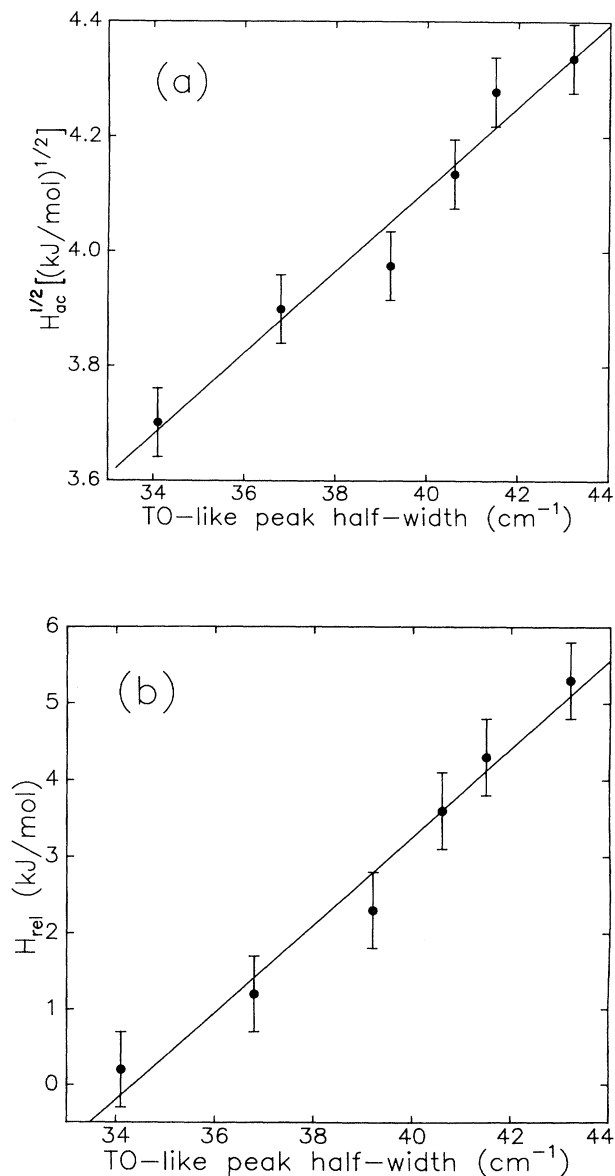 4.4
(a)
4.2
4.0
3.8
3.6
H_ac^1/2 [(kJ/mol)^1/2]
34 36 38 40 42 44
TO-like peak half-width (cm⁻¹)
6
(b)
5
4
3
2
1
0
H_rel (kJ/mol)
34 36 38 40 42 44
TO-like peak half-width (cm⁻¹)